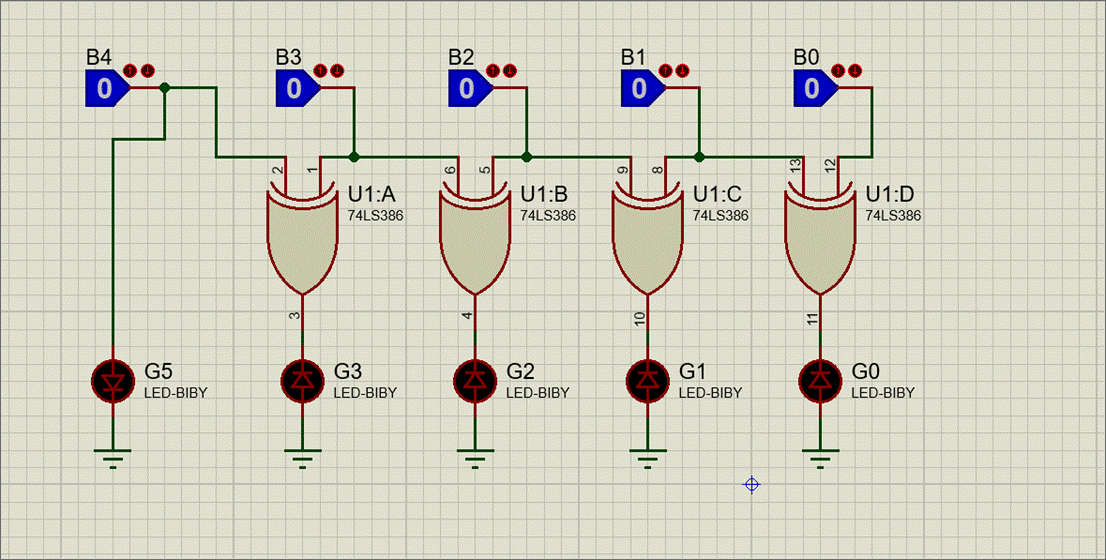 B4 B3 B2 B1 B0
0 0 0 0 0
2 1 6 5 9 8 13 12
U1:A U1:B U1:C U1:D
74LS386 74LS386 74LS386 74LS386
3 4 10 11
G5 G3 G2 G1 G0
LED-BIBY LED-BIBY LED-BIBY LED-BIBY LED-BIBY